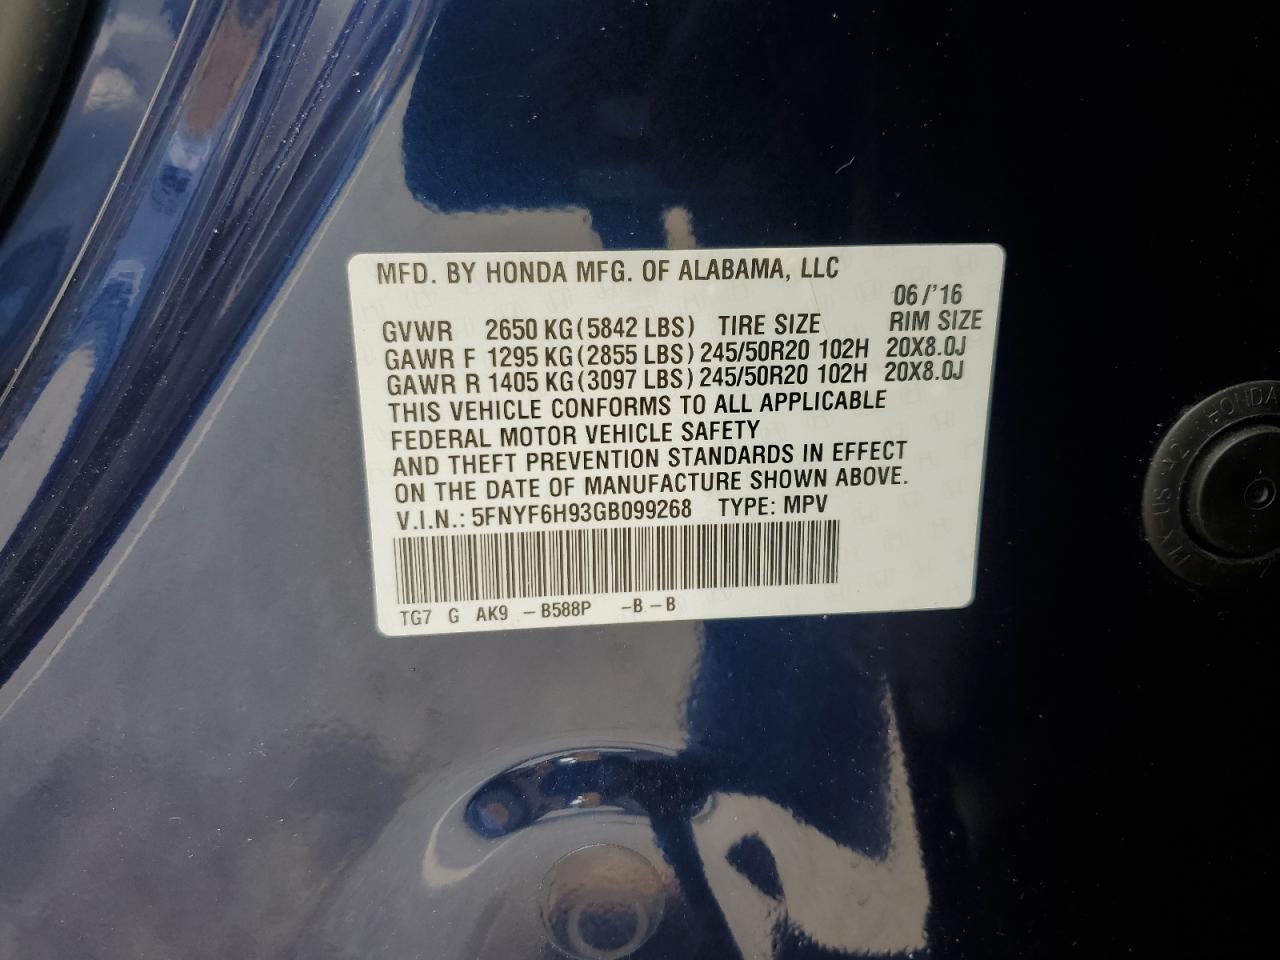 MFD. BY HONDA MFG. OF ALABAMA, LLC
06/'16
GVWR 2650 KG (5842 LBS) TIRE SIZE RIM SIZE
GAWR F 1295 KG (2855 LBS) 245/50R20 102H 20X8.0J
GAWR R 1405 KG (3097 LBS) 245/50R20 102H 20X8.0J
THIS VEHICLE CONFORMS TO ALL APPLICABLE
FEDERAL MOTOR VEHICLE SAFETY
AND THEFT PREVENTION STANDARDS IN EFFECT
ON THE DATE OF MANUFACTURE SHOWN ABOVE.
V.I.N.: 5FNYF6H93GB099268 TYPE: MPV
TG7 G AK9 -B588P -B-B
HONDA